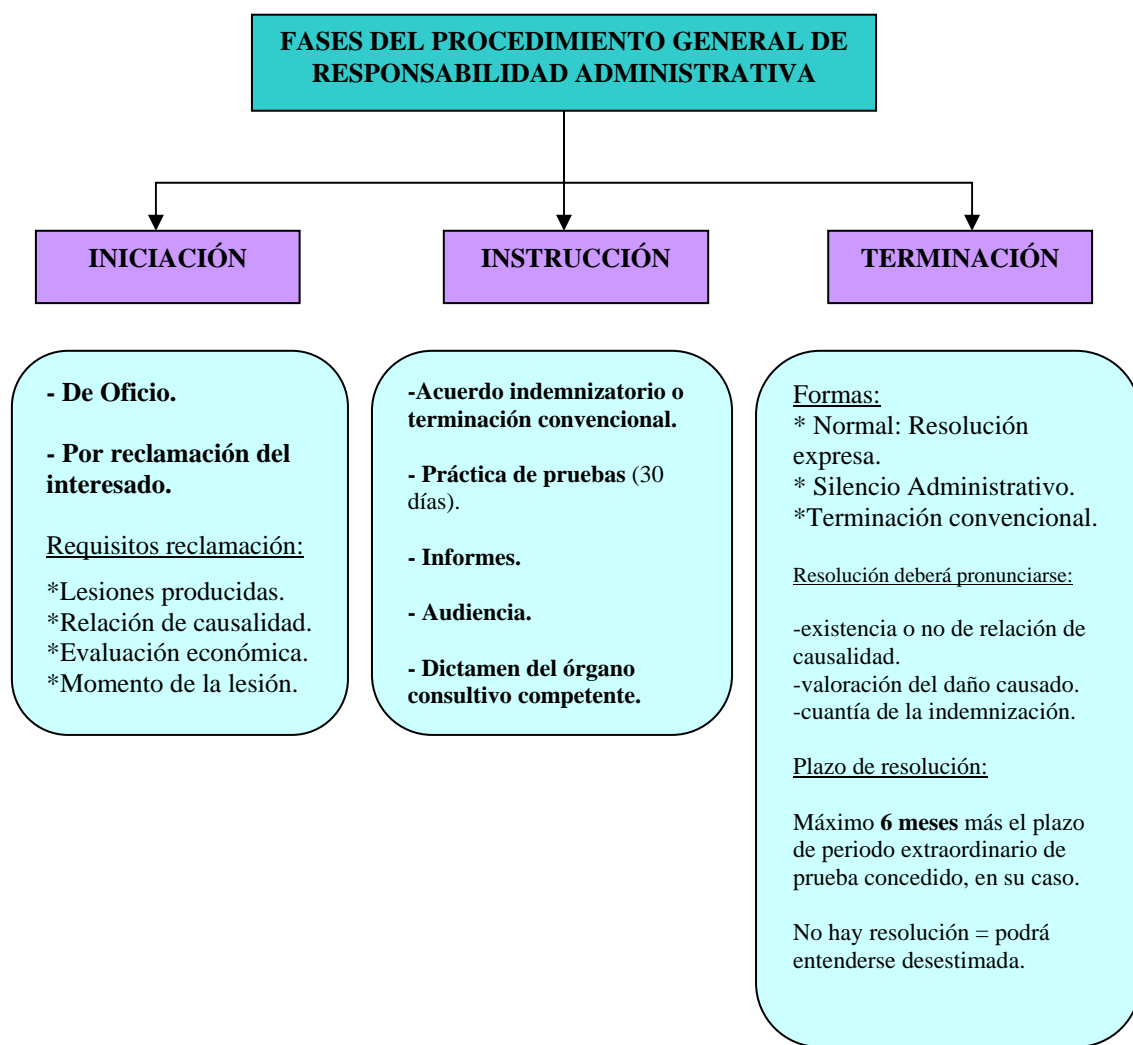 FASES DEL PROCEDIMIENTO GENERAL DE
RESPONSABILIDAD ADMINISTRATIVA
INICIACIÓN
INSTRUCCIÓN
TERMINACIÓN
- De Oficio.
- Por reclamación del
interesado.
Requisitos reclamación:
*Lesiones producidas.
*Relación de causalidad.
*Evaluación económica.
*Momento de la lesión.
-Acuerdo indemnizatorio o
terminación convencional.
- Práctica de pruebas (30
días).
- Informes.
- Audiencia.
- Dictamen del órgano
consultivo competente.
Formas:
* Normal: Resolución
expresa.
* Silencio Administrativo.
*Terminación convencional.
Resolución deberá pronunciarse:
-existencia o no de relación de
causalidad.
-valoración del daño causado.
-cuantía de la indemnización.
Plazo de resolución:
Máximo 6 meses más el plazo
de periodo extraordinario de
prueba concedido, en su caso.
No hay resolución = podrá
entenderse desestimada.